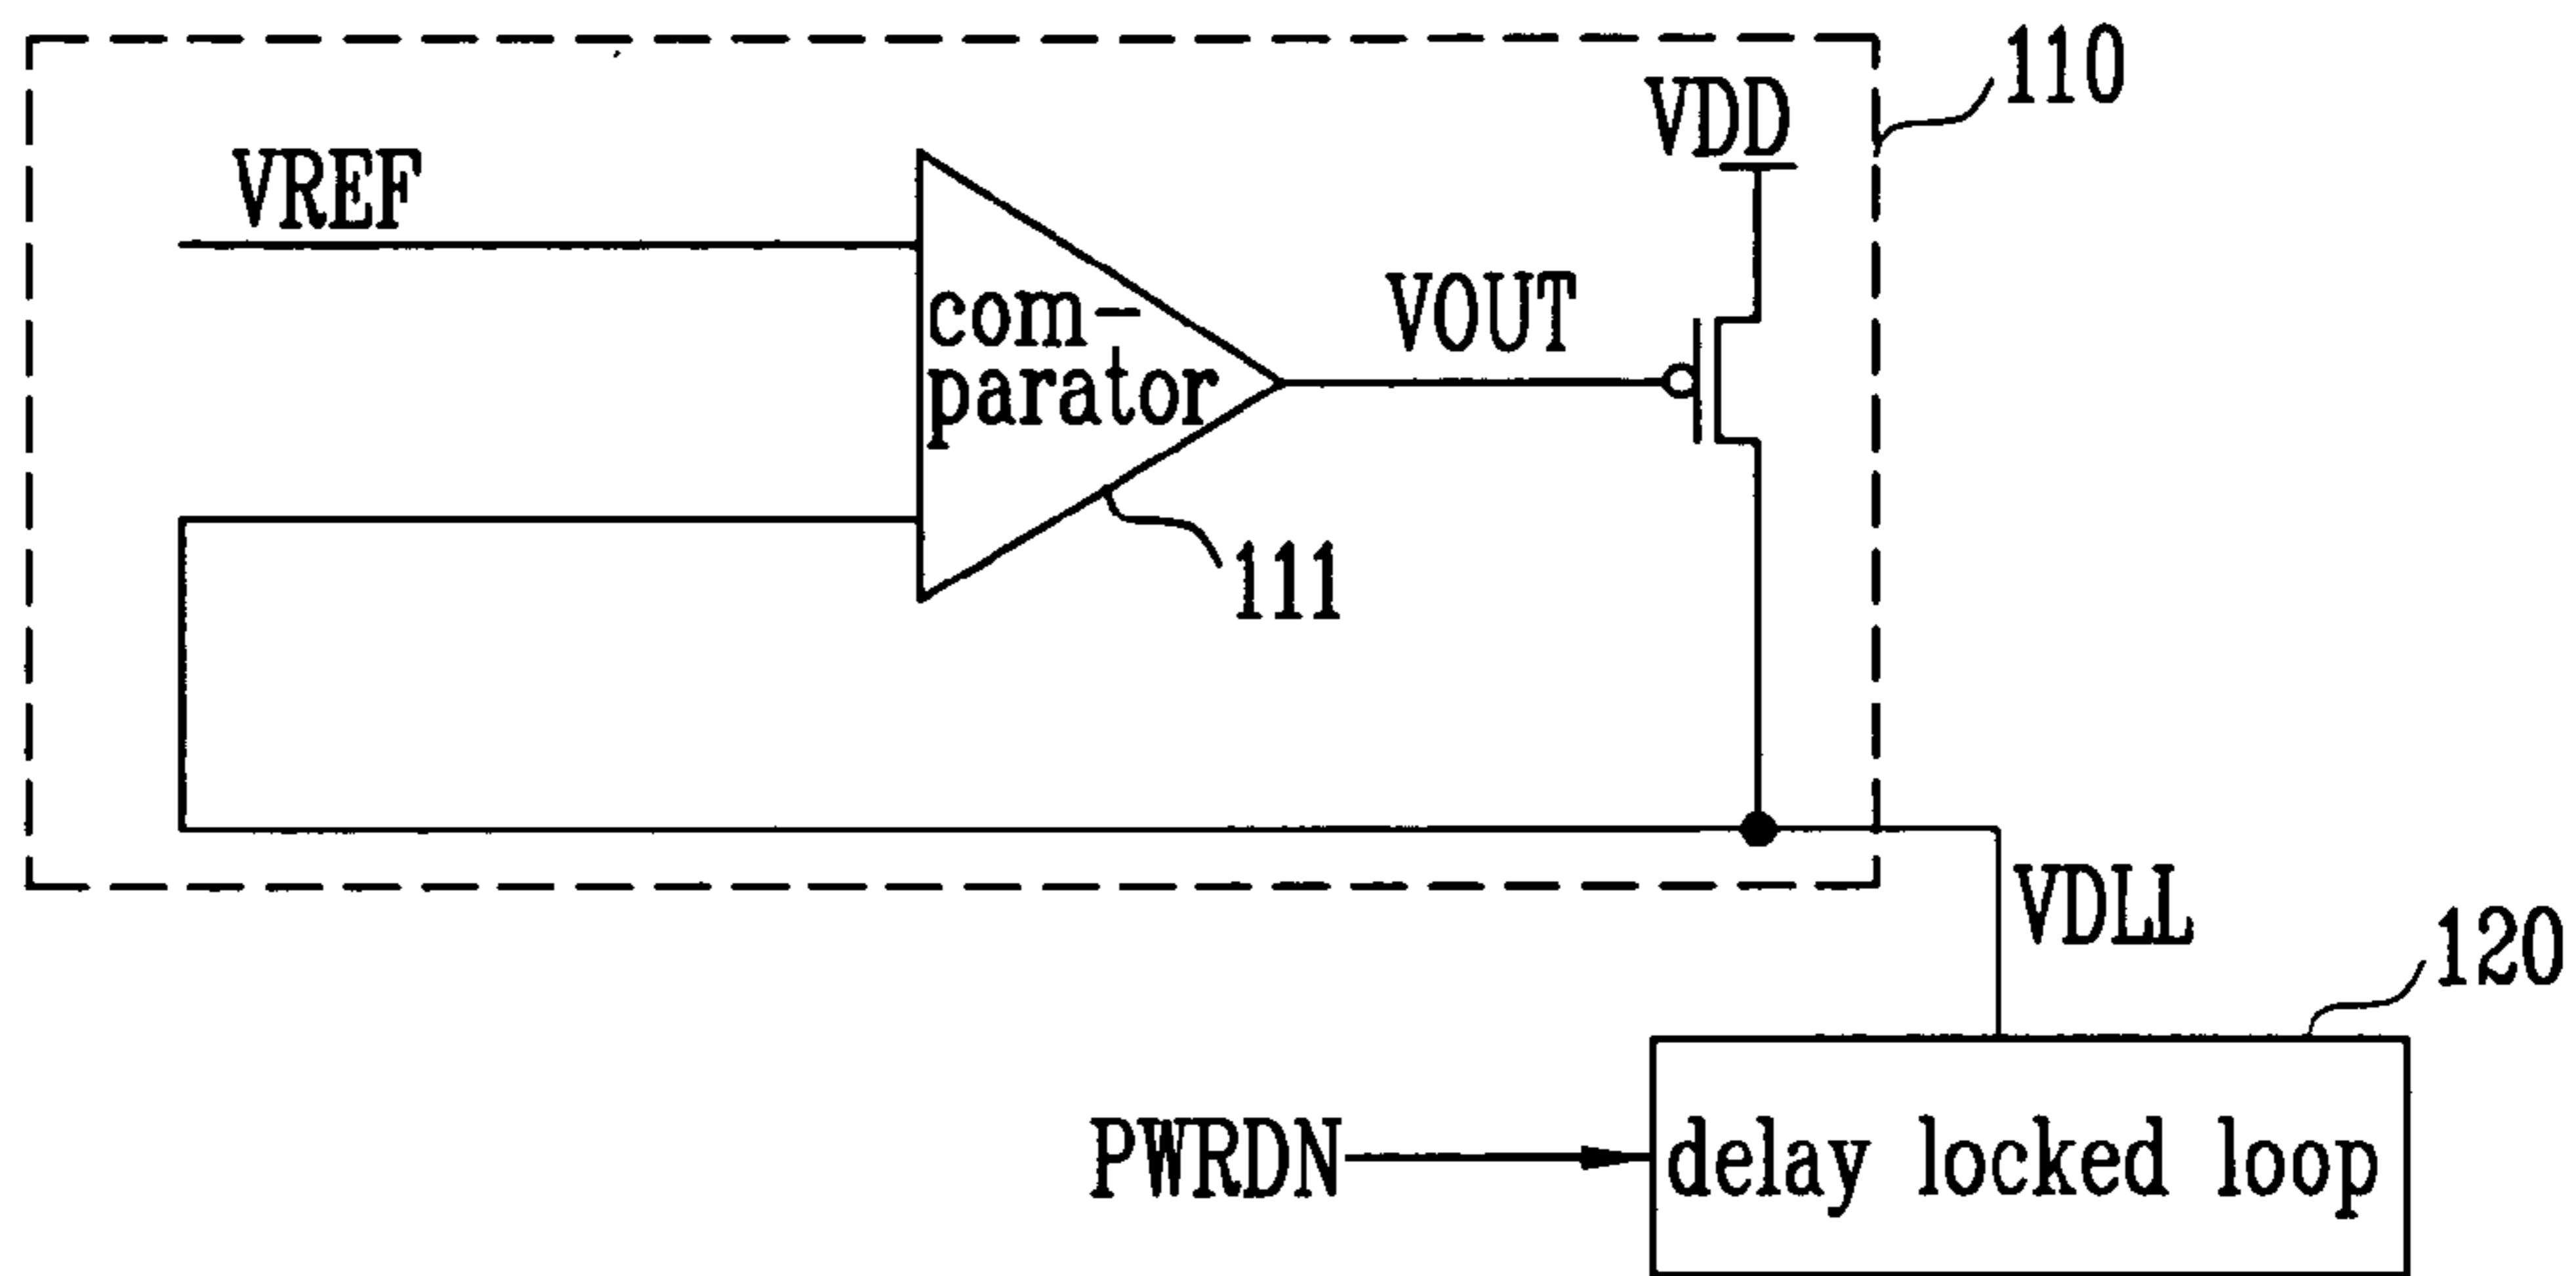 110
VDD
VREF
com-
parator
VOUT
111
VDLL
120
PWRDN
delay locked loop